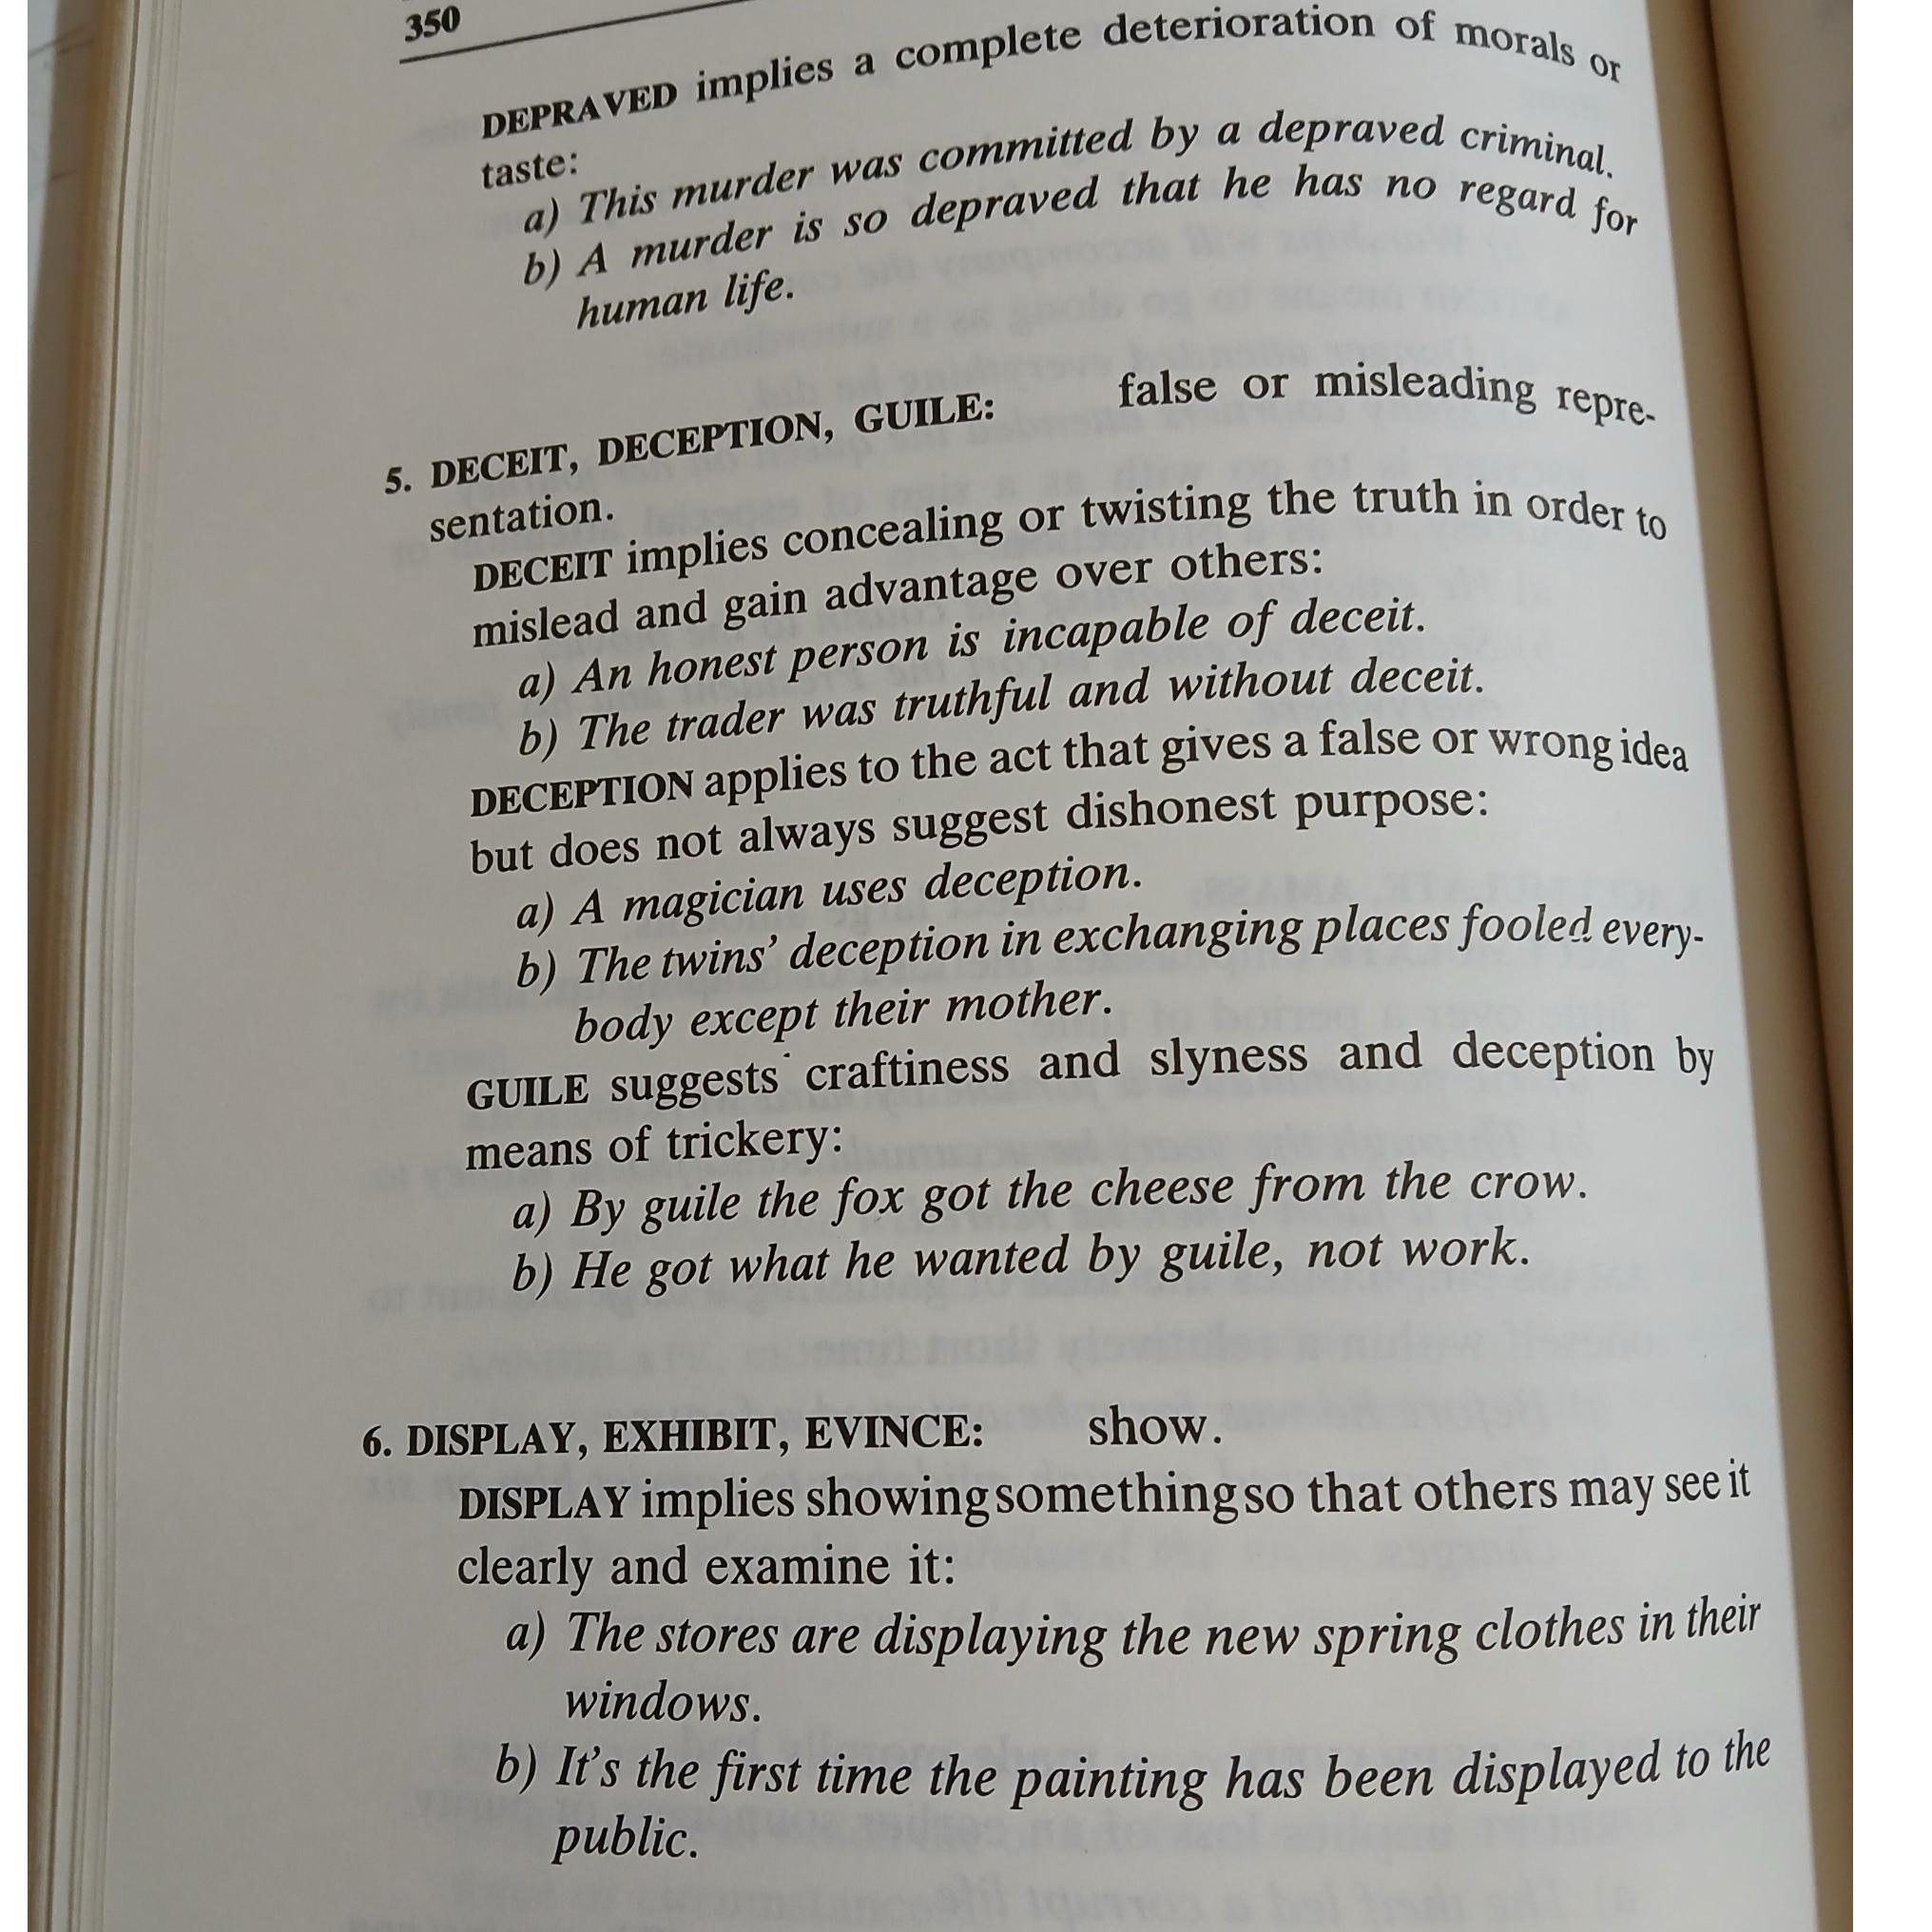 350
DEPRAVED implies a complete deterioration of morals or
taste:
a) This murder was committed by a depraved criminal.
b) A murder is so depraved that he has no regard for
human life.
5. DECEIT, DECEPTION, GUILE: false or misleading repre-
sentation.
DECEIT implies concealing or twisting the truth in order to
mislead and gain advantage over others:
a) An honest person is incapable of deceit.
b) The trader was truthful and without deceit.
DECEPTION applies to the act that gives a false or wrong idea
but does not always suggest dishonest purpose:
a) A magician uses deception.
b) The twins' deception in exchanging places fooled every-
body except their mother.
GUILE suggests craftiness and slyness and deception by
means of trickery:
a) By guile the fox got the cheese from the crow.
b) He got what he wanted by guile, not work.
6. DISPLAY, EXHIBIT, EVINCE: show.
DISPLAY implies showing something so that others may see it
clearly and examine it:
a) The stores are displaying the new spring clothes in their
windows.
b) It's the first time the painting has been displayed to the
public.